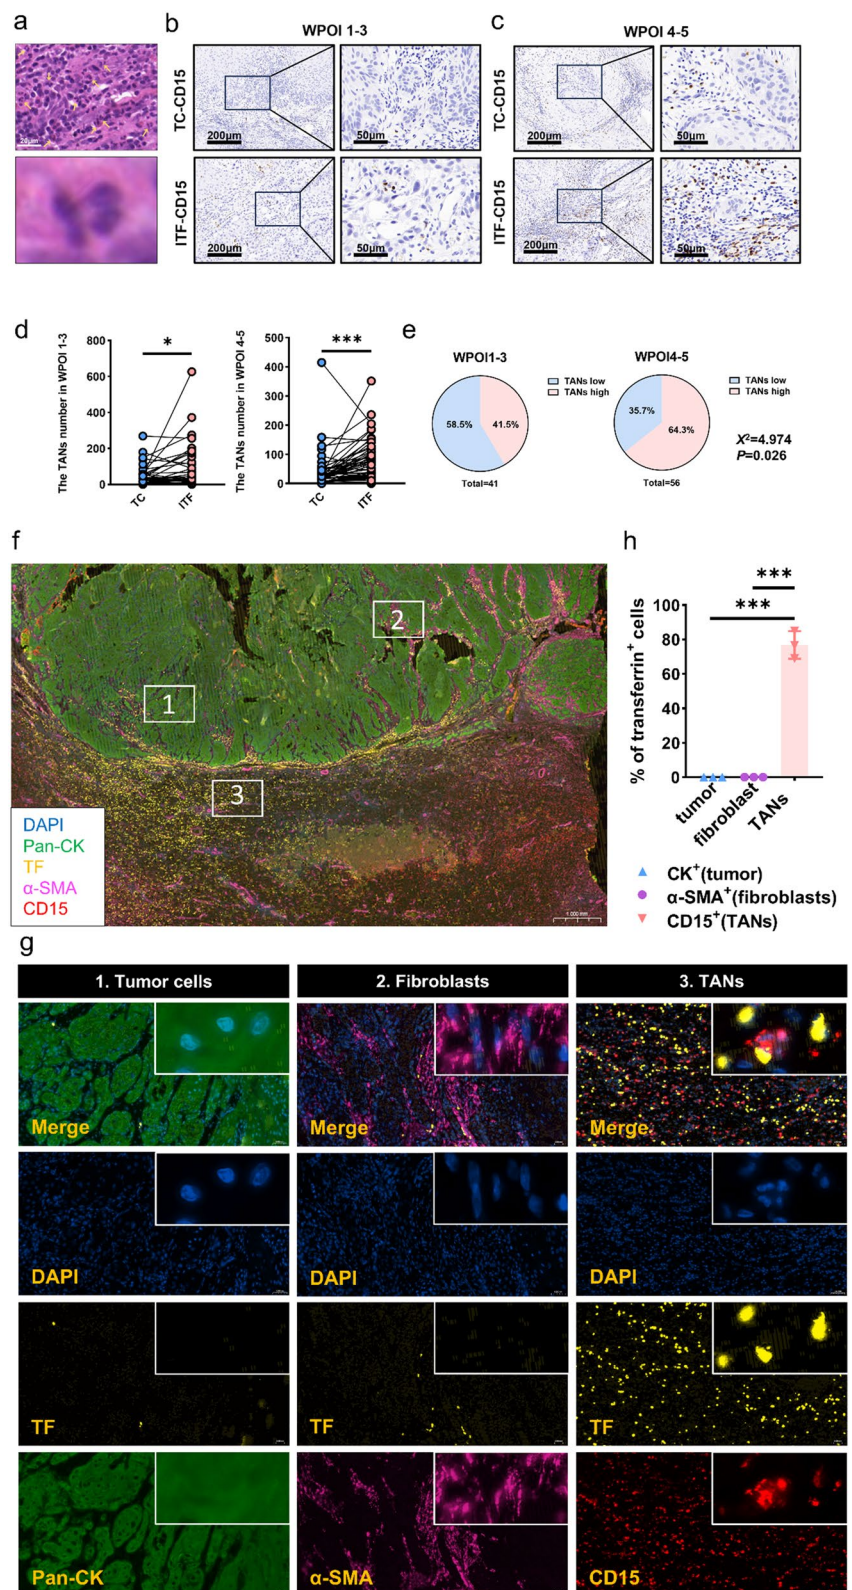 a
20μm
b
WPOI 1-3
TC-CD15
200μm
50μm
ITF-CD15
200μm
50μm
c
WPOI 4-5
TC-CD15
200μm
50μm
ITF-CD15
200μm
50μm
d
The TANs number in WPOI 1-3
800
600
400
200
0
*
TC
ITF
The TANs number in WPOI 4-5
500
400
300
200
100
0
***
TC
ITF
e
WPOI1-3
58.5%
41.5%
Total=41
TANs low
TANs high
WPOI4-5
35.7%
64.3%
Total=56
TANs low
TANs high
X²=4.974
P=0.026
f
1
2
3
DAPI
Pan-CK
TF
α-SMA
CD15
1.000 mm
h
% of transferrin⁺ cells
100
80
60
40
20
0
***
***
tumor
fibroblast
TANs
CK⁺(tumor)
α-SMA⁺(fibroblasts)
CD15⁺(TANs)
g
1. Tumor cells
2. Fibroblasts
3. TANs
Merge
Merge
Merge
DAPI
DAPI
DAPI
TF
TF
TF
Pan-CK
α-SMA
CD15